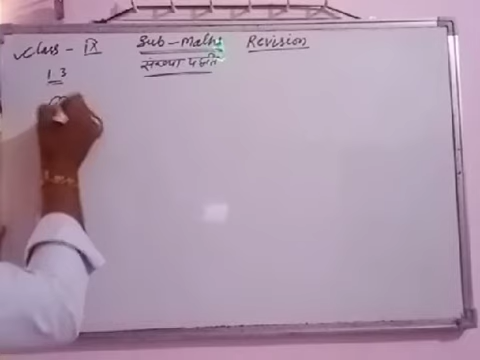 Class - IX Sub - Maths Revision
संख्या पद्धति
1.3